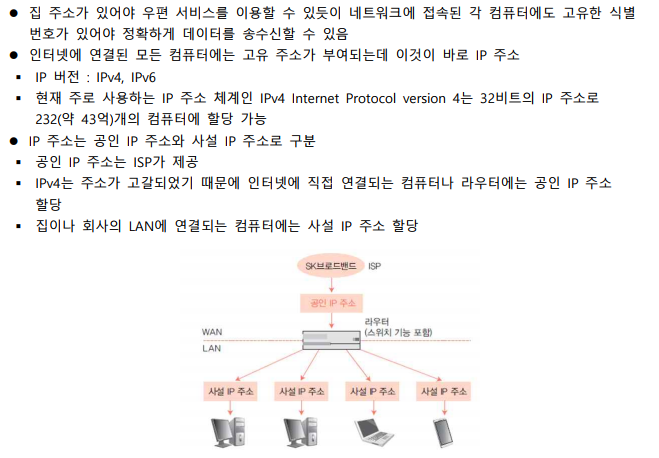 ● 집 주소가 있어야 우편 서비스를 이용할 수 있듯이 네트워크에 접속된 각 컴퓨터에도 고유한 식별
번호가 있어야 정확하게 데이터를 송수신할 수 있음
● 인터넷에 연결된 모든 컴퓨터에는 고유 주소가 부여되는데 이것이 바로 IP 주소
▪ IP 버전 : IPv4, IPv6
▪ 현재 주로 사용하는 IP 주소 체계인 IPv4 Internet Protocol version 4는 32비트의 IP 주소로
232(약 43억)개의 컴퓨터에 할당 가능
● IP 주소는 공인 IP 주소와 사설 IP 주소로 구분
▪ 공인 IP 주소는 ISP가 제공
▪ IPv4는 주소가 고갈되었기 때문에 인터넷에 직접 연결되는 컴퓨터나 라우터에는 공인 IP 주소
할당
▪ 집이나 회사의 LAN에 연결되는 컴퓨터에는 사설 IP 주소 할당
SK브로드밴드 ISP
공인 IP 주소
라우터
(스위치 기능 포함)
WAN
LAN
사설 IP 주소 사설 IP 주소 사설 IP 주소 사설 IP 주소